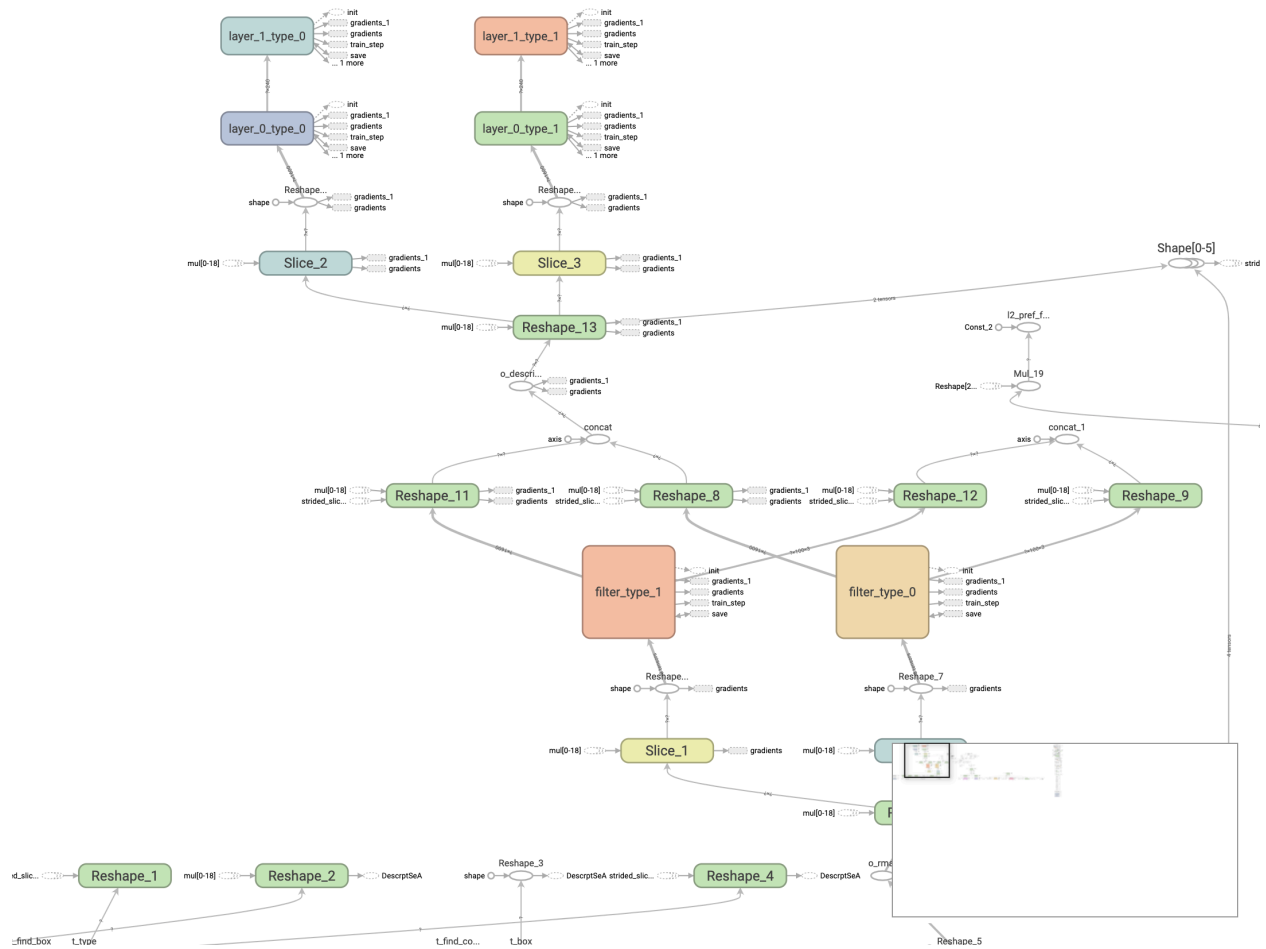 init
gradients_1
gradients
train_step
save
... 1 more
layer_1_type_0
init
gradients_1
gradients
train_step
save
... 1 more
layer_1_type_1
init
gradients_1
gradients
train_step
save
... 1 more
layer_0_type_0
init
gradients_1
gradients
train_step
save
... 1 more
layer_0_type_1
Reshape...
shape
gradients_1
gradients
Reshape...
shape
gradients_1
gradients
mul[0-18]
Slice_2
gradients_1
gradients
mul[0-18]
Slice_3
gradients_1
gradients
Shape[0-5]
strid
2 tensors
mul[0-18]
Reshape_13
gradients_1
gradients
l2_pref_f...
Const_2
o_descri...
gradients_1
gradients
Mul_19
Reshape[2...
concat
axis
concat_1
axis
mul[0-18]
strided_slic...
Reshape_11
gradients_1
gradients
mul[0-18]
strided_slic...
Reshape_8
gradients_1
gradients
mul[0-18]
strided_slic...
Reshape_12
mul[0-18]
strided_slic...
Reshape_9
filter_type_1
init
gradients_1
gradients
train_step
save
filter_type_0
init
gradients_1
gradients
train_step
save
4 tensors
Reshape...
shape
gradients
Reshape_7
shape
gradients
mul[0-18]
Slice_1
gradients
mul[0-18]
mul[0-18]
d_slic...
Reshape_1
mul[0-18]
Reshape_2
DescrptSeA
Reshape_3
shape
DescrptSeA
strided_slic...
Reshape_4
DescrptSeA
_find_box
t_type
t_find_co...
t_box
Reshape_5